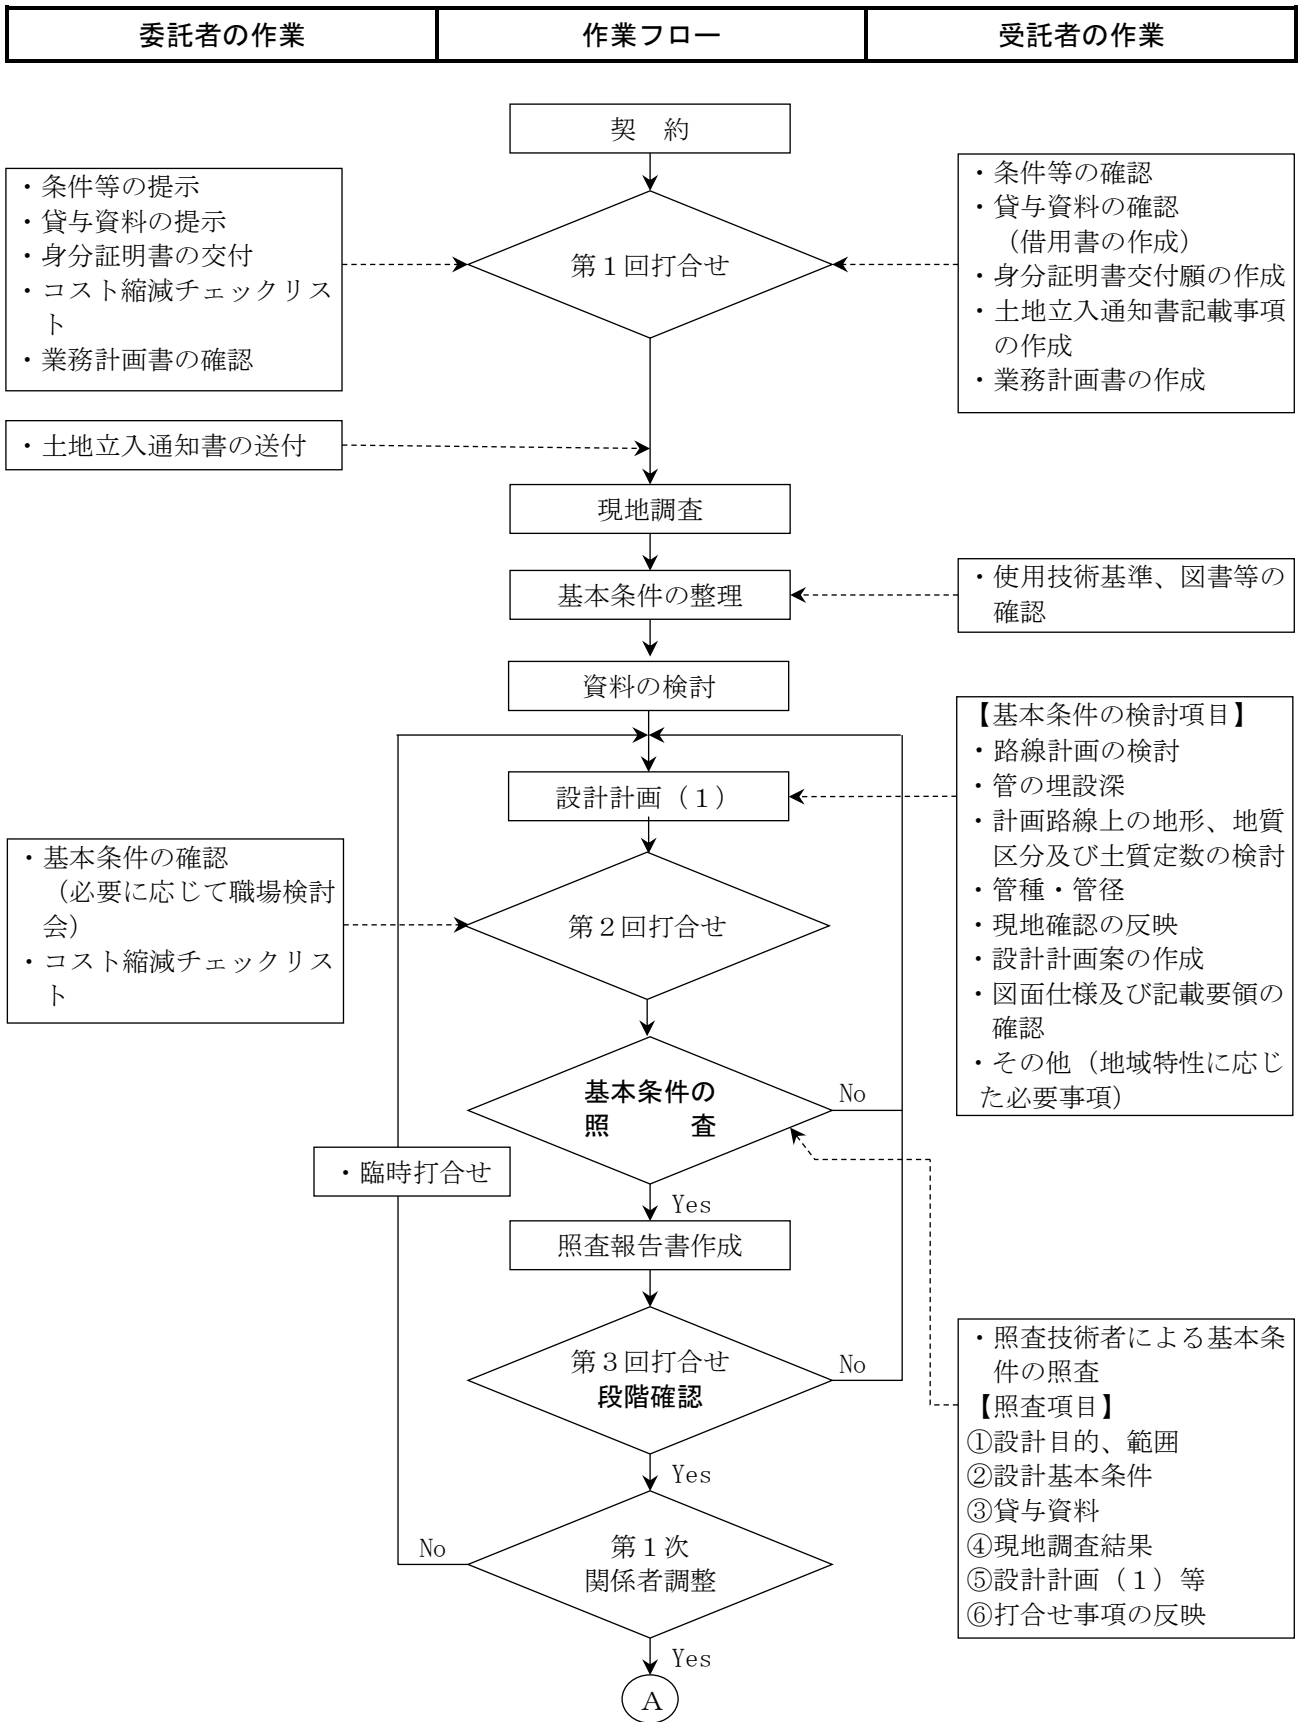 委託者の作業
作業フロー
受託者の作業
契　約
・条件等の提示
・貸与資料の提示
・身分証明書の交付
・コスト縮減チェックリス
ト
・業務計画書の確認
第１回打合せ
・条件等の確認
・貸与資料の確認
（借用書の作成）
・身分証明書交付願の作成
・土地立入通知書記載事項
の作成
・業務計画書の作成
・土地立入通知書の送付
現地調査
基本条件の整理
・使用技術基準、図書等の
確認
資料の検討
設計計画（１）
【基本条件の検討項目】
・路線計画の検討
・管の埋設深
・計画路線上の地形、地質
区分及び土質定数の検討
・管種・管径
・現地確認の反映
・設計計画案の作成
・図面仕様及び記載要領の
確認
・その他（地域特性に応じ
た必要事項）
・基本条件の確認
（必要に応じて職場検討
会）
・コスト縮減チェックリス
ト
第２回打合せ
基本条件の
照　　　査
No
・臨時打合せ
Yes
照査報告書作成
第３回打合せ
段階確認
No
・照査技術者による基本条
件の照査
【照査項目】
①設計目的、範囲
②設計基本条件
③貸与資料
④現地調査結果
⑤設計計画（１）等
⑥打合せ事項の反映
Yes
No
第１次
関係者調整
Yes
A